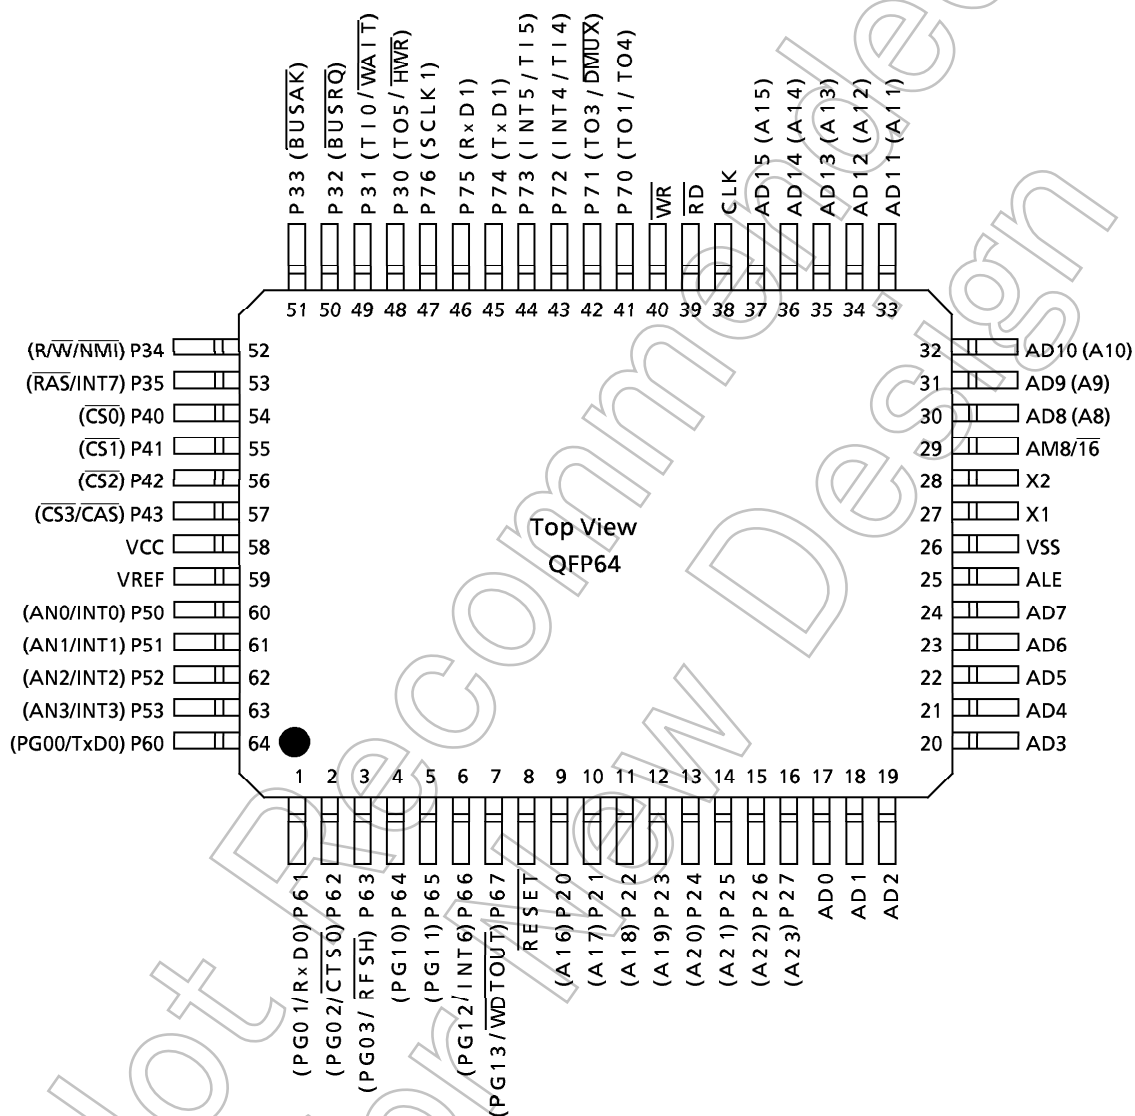 P33 (BUSAK)
P32 (BUSRQ)
P31 (TI0/WAIT)
P30 (TO5/HWR)
P76 (SCLK1)
P75 (RxD1)
P74 (TxD1)
P73 (INT5/TI5)
P72 (INT4/TI4)
P71 (TO3/DMUX)
P70 (TO1/TO4)
WR
RD
CLK
AD15 (A15)
AD14 (A14)
AD13 (A13)
AD12 (A12)
AD11 (A11)
51 50 49 48 47 46 45 44 43 42 41 40 39 38 37 36 35 34 33
(R/W/NMI) P34 52
(RAS/INT7) P35 53
(CS0) P40 54
(CS1) P41 55
(CS2) P42 56
(CS3/CAS) P43 57
VCC 58
VREF 59
(AN0/INT0) P50 60
(AN1/INT1) P51 61
(AN2/INT2) P52 62
(AN3/INT3) P53 63
(PG00/TxD0) P60 64
Top View
QFP64
32 AD10 (A10)
31 AD9 (A9)
30 AD8 (A8)
29 AM8/16
28 X2
27 X1
26 VSS
25 ALE
24 AD7
23 AD6
22 AD5
21 AD4
20 AD3
1 2 3 4 5 6 7 8 9 10 11 12 13 14 15 16 17 18 19
(PG01/RxD0) P61
(PG02/CTS0) P62
(PG03/RFSH) P63
(PG10) P64
(PG11) P65
(PG12/INT6) P66
(PG13/WDTOUT) P67
RESET
(A16) P20
(A17) P21
(A18) P22
(A19) P23
(A20) P24
(A21) P25
(A22) P26
(A23) P27
AD0
AD1
AD2
Not Recommended
for New Design